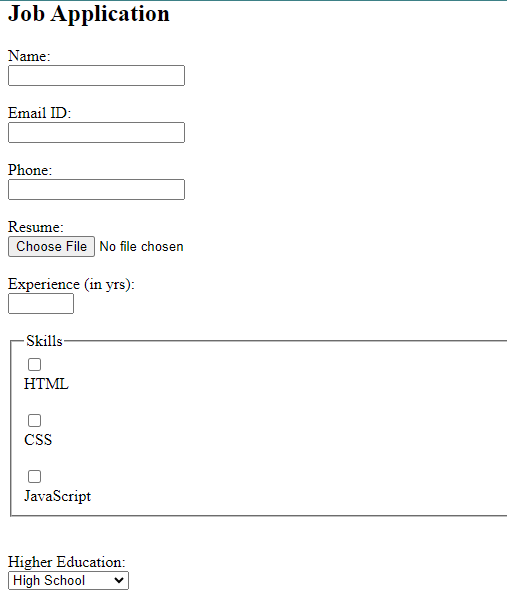 Job Application
Name:
Email ID:
Phone:
Resume:
Choose File No file chosen
Experience (in yrs):
Skills
HTML
CSS
JavaScript
Higher Education:
High School